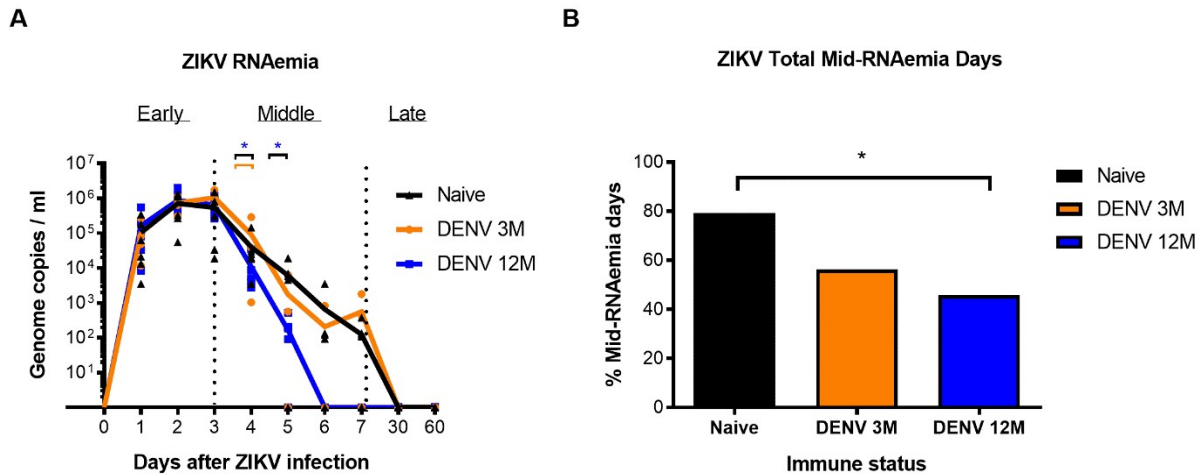 A
ZIKV RNAemia
Early Middle Late
* *
Genome copies / ml
10⁷
10⁶
10⁵
10⁴
10³
10²
10¹
0 1 2 3 4 5 6 7 30 60
Days after ZIKV infection
Naive
DENV 3M
DENV 12M
B
ZIKV Total Mid-RNAemia Days
*
% Mid-RNAemia days
100
80
60
40
20
0
Naive DENV 3M DENV 12M
Immune status
Naive
DENV 3M
DENV 12M